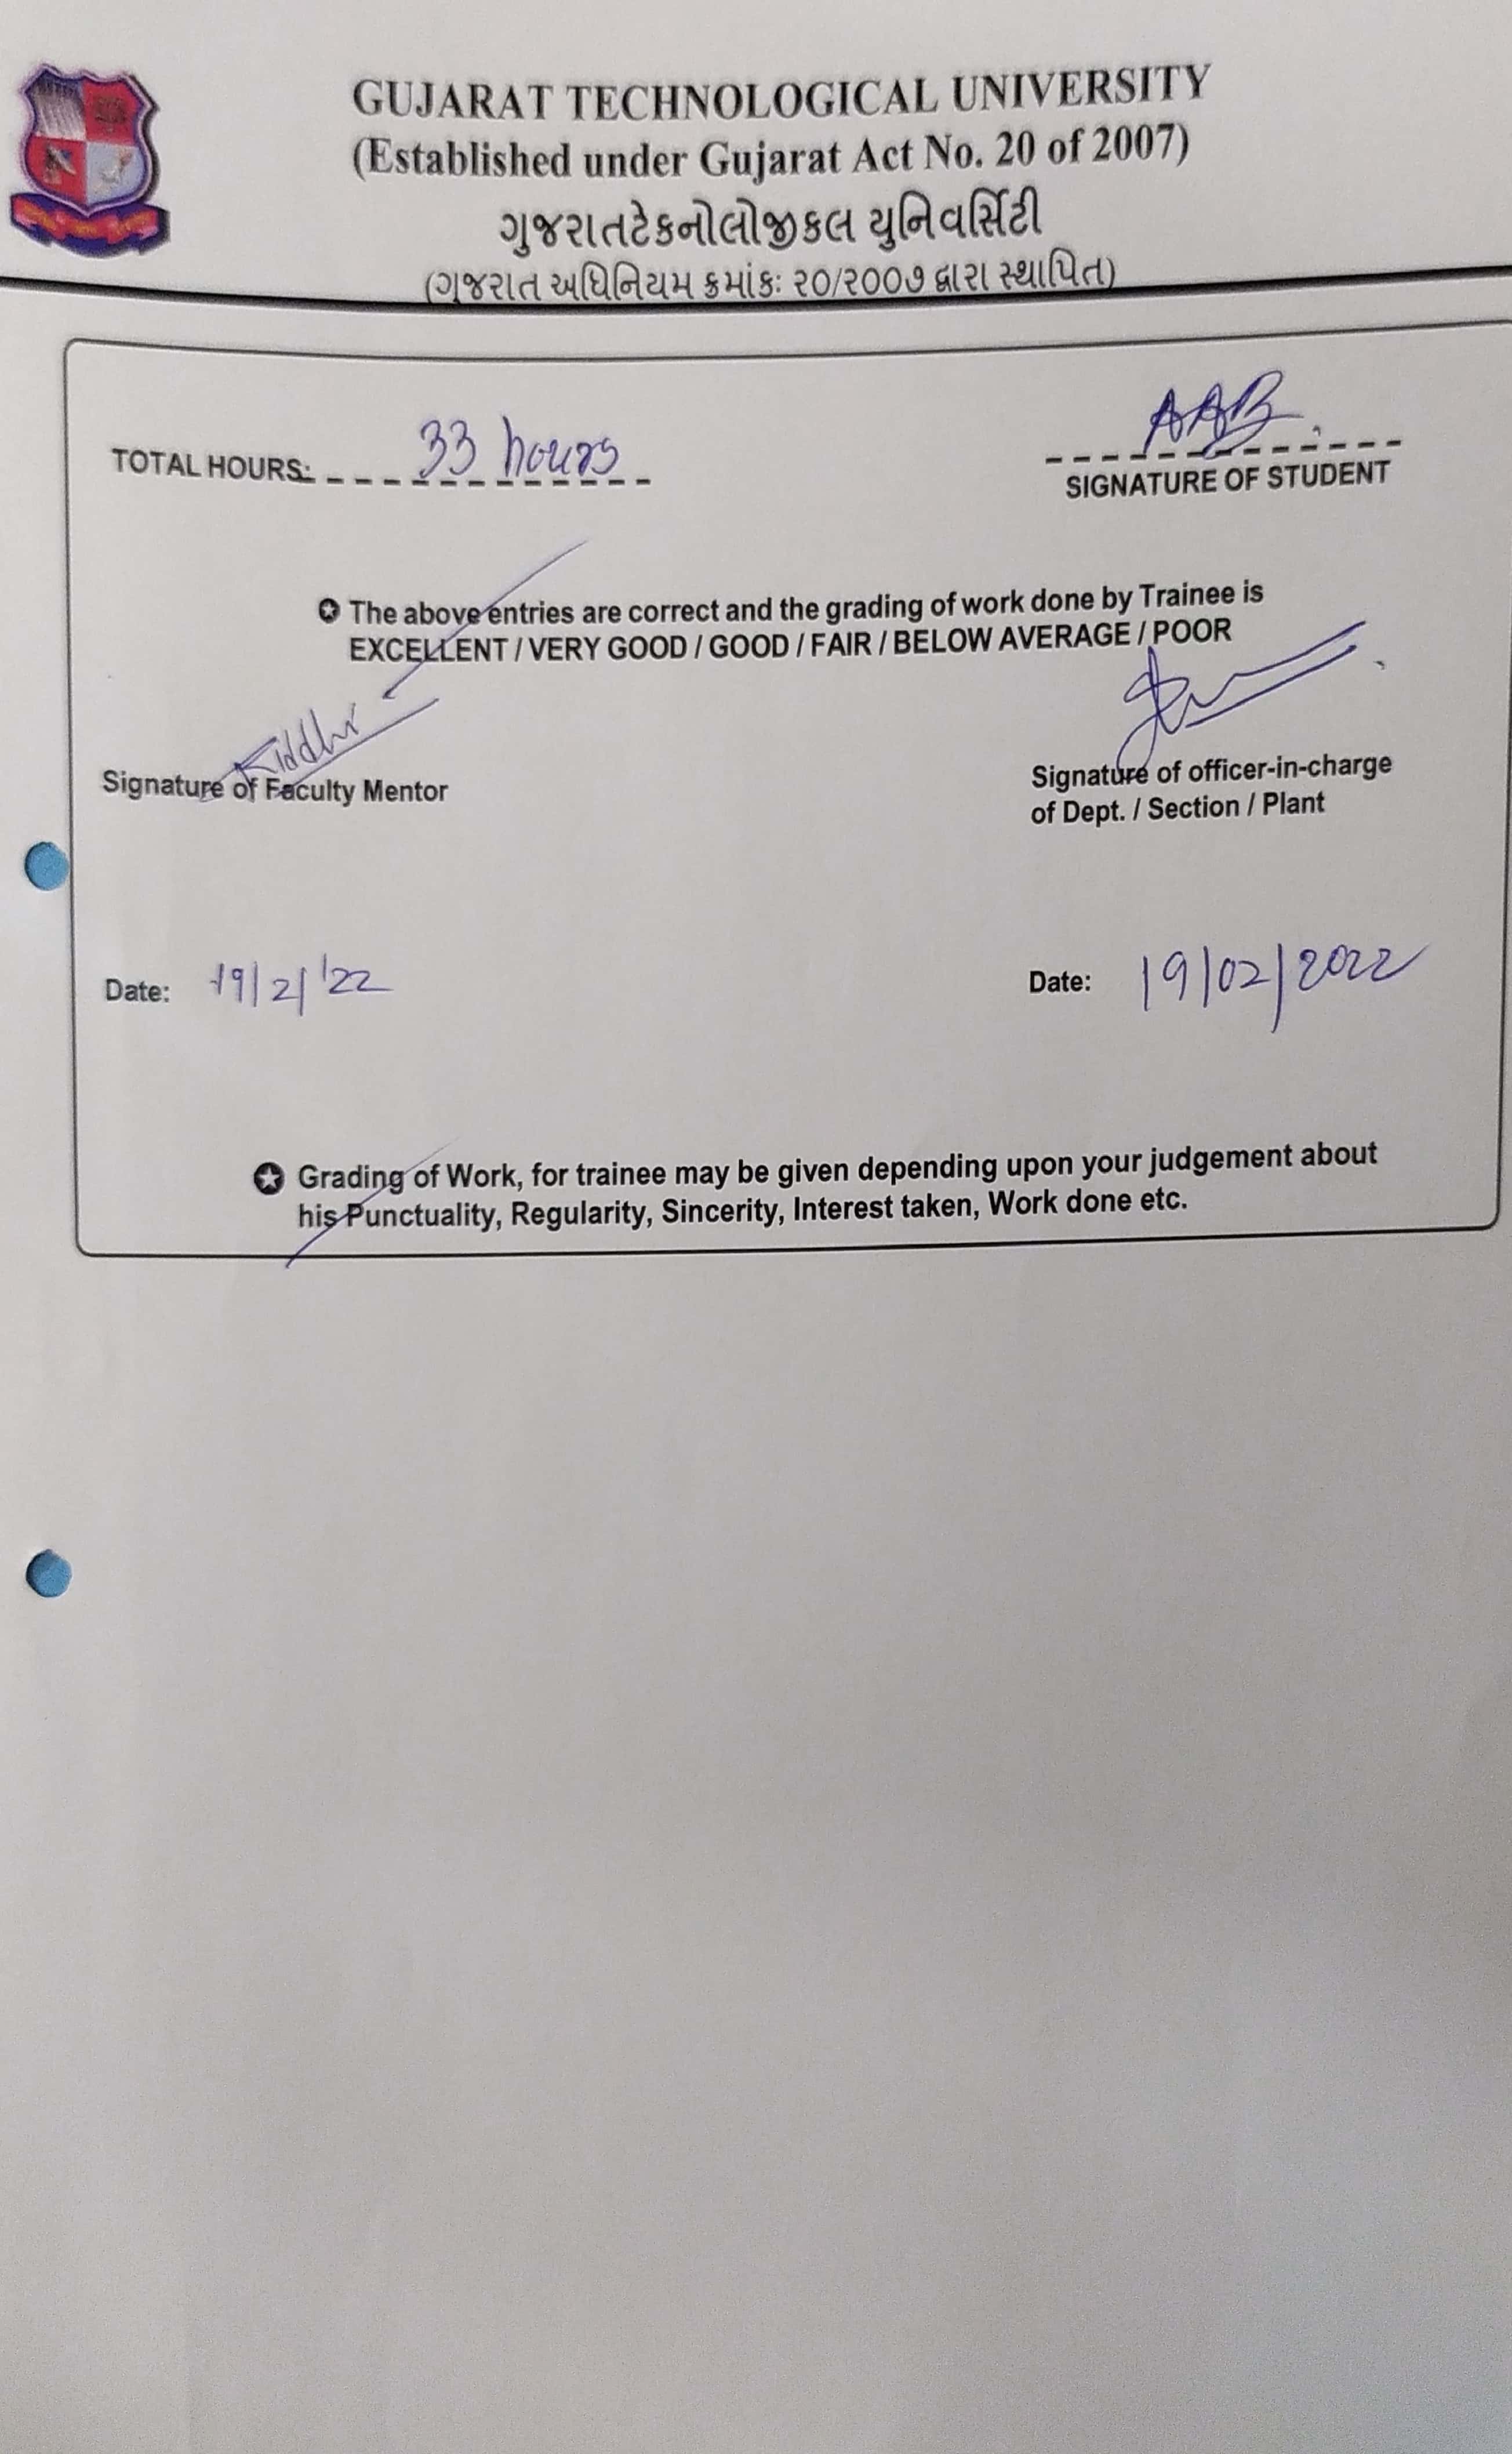 GUJARAT TECHNOLOGICAL UNIVERSITY
(Established under Gujarat Act No. 20 of 2007)
ગુજરાતટેકનોલોજીકલ યુનિવર્સિટી
(ગુજરાત અધિનિયમ ક્રમાંકઃ ૨૦/૨૦૦૭ દ્વારા સ્થાપિત)
TOTAL HOURS: 33 hours
AAB
SIGNATURE OF STUDENT
The above entries are correct and the grading of work done by Trainee is
EXCELLENT / VERY GOOD / GOOD / FAIR / BELOW AVERAGE / POOR
Signature of Faculty Mentor
Signature of officer-in-charge
of Dept. / Section / Plant
Date: 19/2/'22
Date: 19/02/2022
Grading of Work, for trainee may be given depending upon your judgement about
his Punctuality, Regularity, Sincerity, Interest taken, Work done etc.